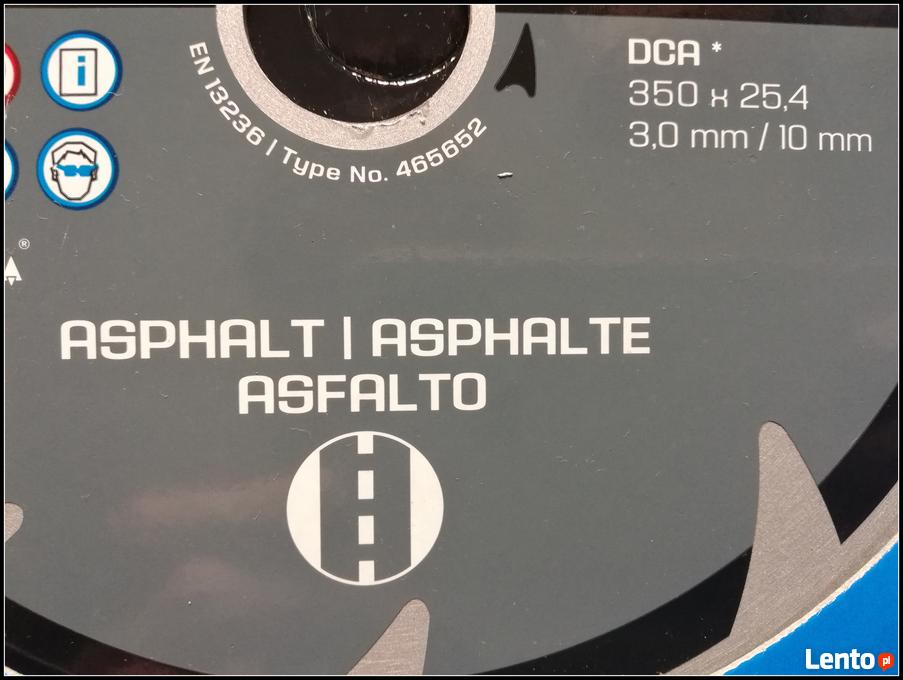 DCA *
350 x 25,4
3,0 mm / 10 mm
i
EN 13236 | Type No. 465652
®
ASPHALT | ASPHALTE
ASFALTO
Lento pl